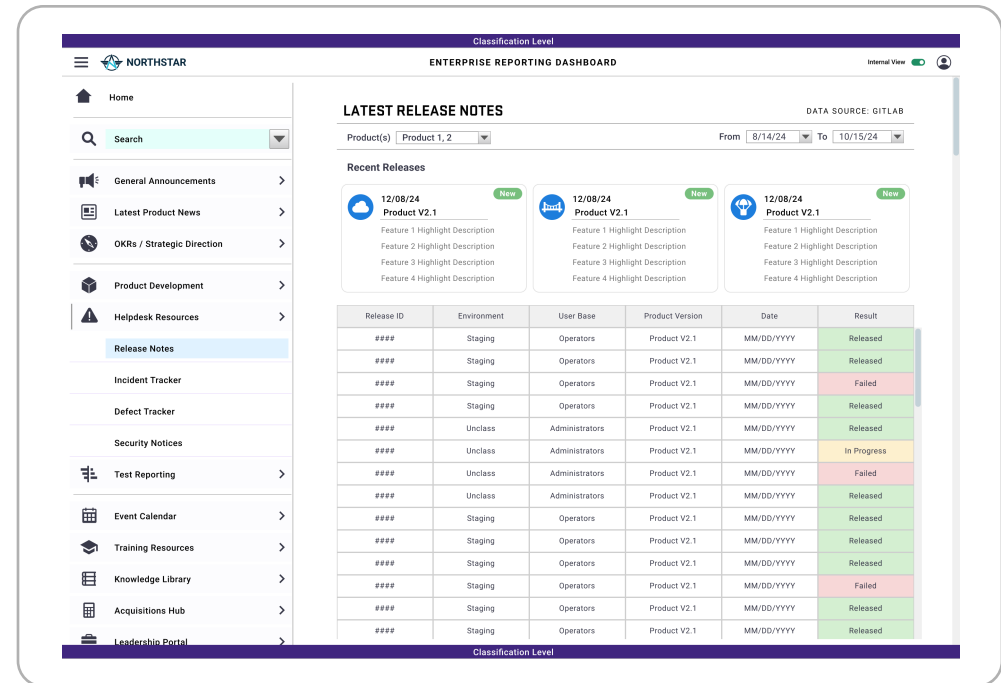 Classification Level
NORTHSTAR
ENTERPRISE REPORTING DASHBOARD
Internal View
Home
Search
General Announcements
Latest Product News
OKRs / Strategic Direction
Product Development
Helpdesk Resources
Release Notes
Incident Tracker
Defect Tracker
Security Notices
Test Reporting
Event Calendar
Training Resources
Knowledge Library
Acquisitions Hub
Leadership Portal
LATEST RELEASE NOTES
DATA SOURCE: GITLAB
Product(s) Product 1, 2
From 8/14/24 To 10/15/24
Recent Releases
12/08/24 New
Product V2.1
Feature 1 Highlight Description
Feature 2 Highlight Description
Feature 3 Highlight Description
Feature 4 Highlight Description
12/08/24 New
Product V2.1
Feature 1 Highlight Description
Feature 2 Highlight Description
Feature 3 Highlight Description
Feature 4 Highlight Description
12/08/24 New
Product V2.1
Feature 1 Highlight Description
Feature 2 Highlight Description
Feature 3 Highlight Description
Feature 4 Highlight Description
Release ID Environment User Base Product Version Date Result
#### Staging Operators Product V2.1 MM/DD/YYYY Released
#### Staging Operators Product V2.1 MM/DD/YYYY Released
#### Staging Operators Product V2.1 MM/DD/YYYY Failed
#### Staging Operators Product V2.1 MM/DD/YYYY Released
#### Unclass Administrators Product V2.1 MM/DD/YYYY Released
#### Unclass Administrators Product V2.1 MM/DD/YYYY In Progress
#### Unclass Administrators Product V2.1 MM/DD/YYYY Failed
#### Unclass Administrators Product V2.1 MM/DD/YYYY Released
#### Staging Operators Product V2.1 MM/DD/YYYY Released
#### Staging Operators Product V2.1 MM/DD/YYYY Released
#### Staging Operators Product V2.1 MM/DD/YYYY Released
#### Staging Operators Product V2.1 MM/DD/YYYY Failed
#### Staging Operators Product V2.1 MM/DD/YYYY Released
#### Staging Operators Product V2.1 MM/DD/YYYY Released
Classification Level